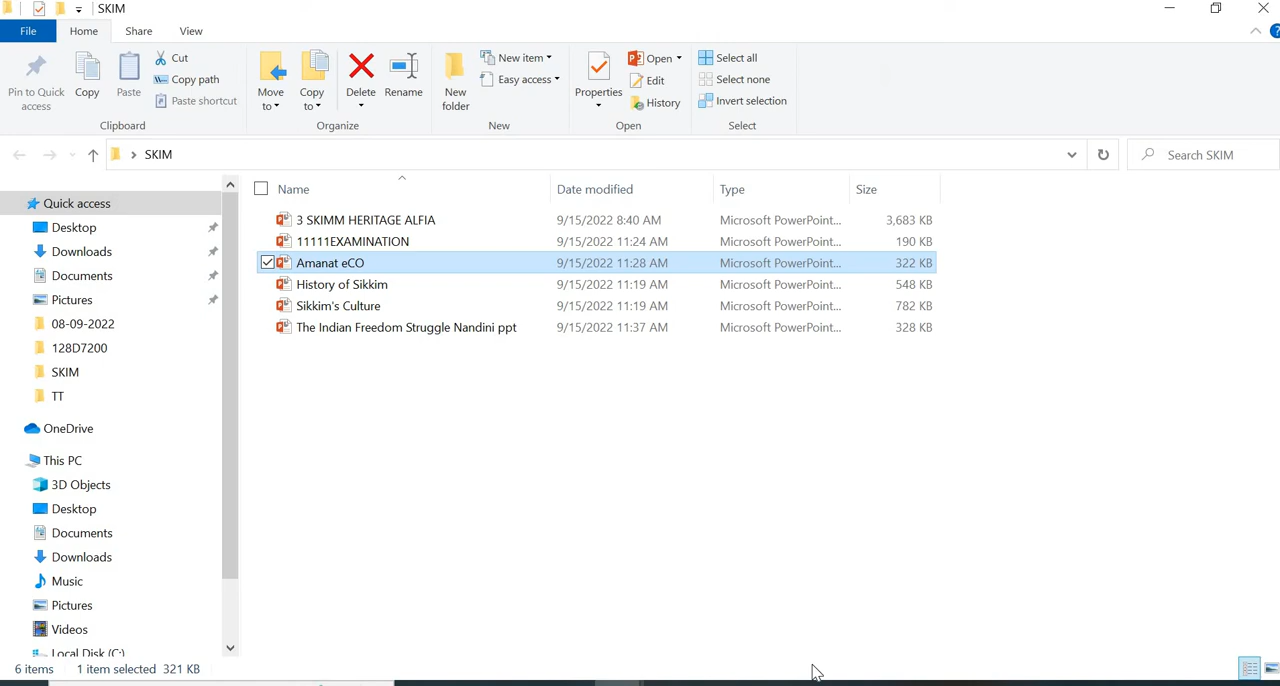 SKIM
File Home Share View
Pin to Quick access
Copy
Paste
Cut
Copy path
Paste shortcut
Clipboard
Move to
Copy to
Delete
Rename
Organize
New folder
New item
Easy access
New
Properties
Open
Edit
History
Open
Select all
Select none
Invert selection
Select
SKIM
Search SKIM
Quick access
Desktop
Downloads
Documents
Pictures
08-09-2022
128D7200
SKIM
TT
OneDrive
This PC
3D Objects
Desktop
Documents
Downloads
Music
Pictures
Videos
Local Disk (C:)
Name Date modified Type Size
3 SKIMM HERITAGE ALFIA 9/15/2022 8:40 AM Microsoft PowerPoint... 3,683 KB
11111EXAMINATION 9/15/2022 11:24 AM Microsoft PowerPoint... 190 KB
Amanat eCO 9/15/2022 11:28 AM Microsoft PowerPoint... 322 KB
History of Sikkim 9/15/2022 11:19 AM Microsoft PowerPoint... 548 KB
Sikkim's Culture 9/15/2022 11:19 AM Microsoft PowerPoint... 782 KB
The Indian Freedom Struggle Nandini ppt 9/15/2022 11:37 AM Microsoft PowerPoint... 328 KB
6 items 1 item selected 321 KB